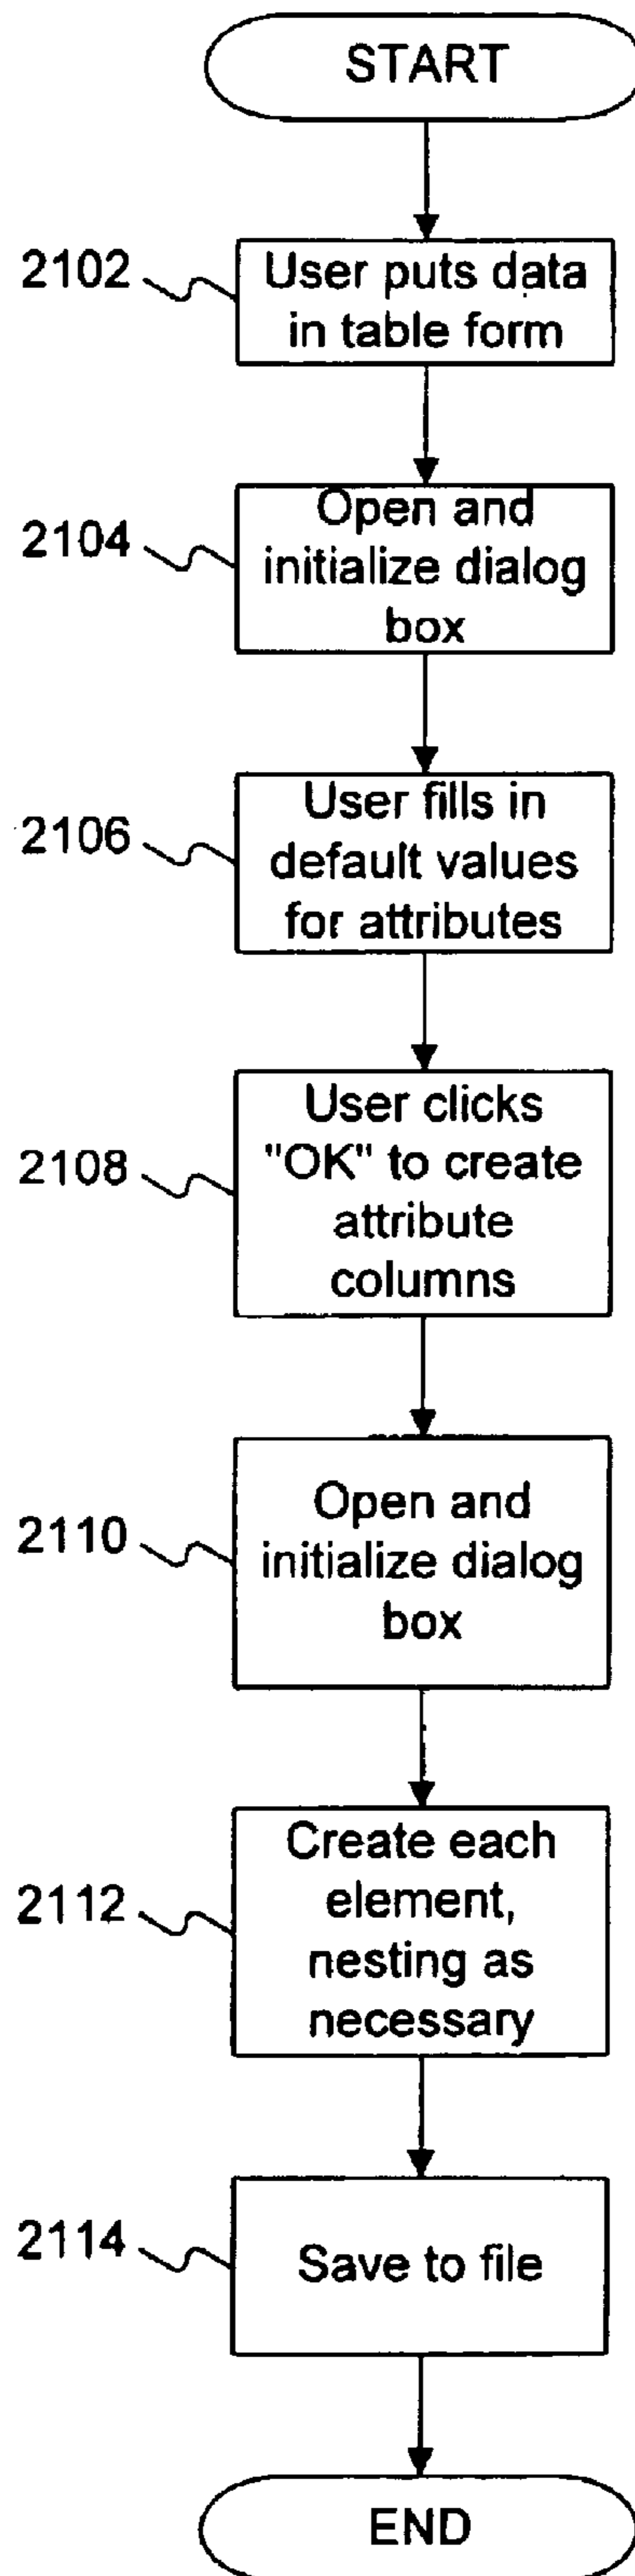 START
2102
User puts data
in table form
2104
Open and
initialize dialog
box
2106
User fills in
default values
for attributes
2108
User clicks
"OK" to create
attribute
columns
2110
Open and
initialize dialog
box
2112
Create each
element,
nesting as
necessary
2114
Save to file
END